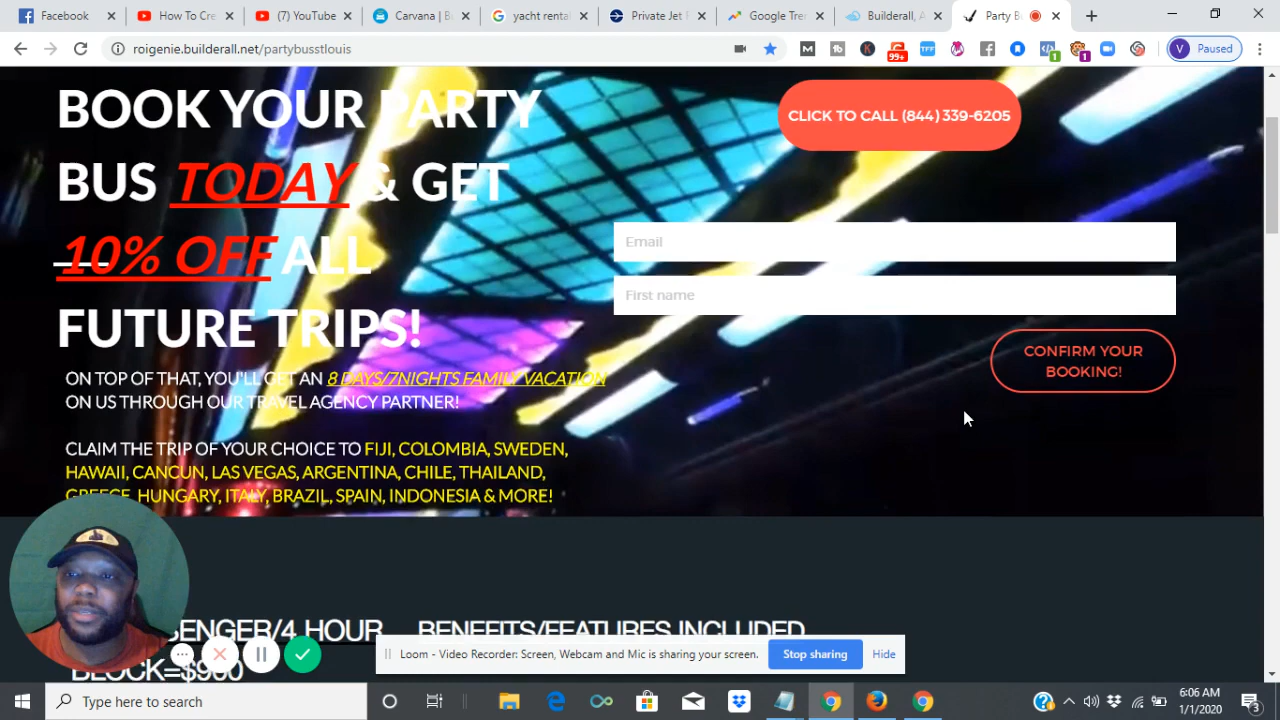 Facebook
How To Cre
(7) YouTube
Carvana | Bu
yacht rental
Private Jet F
Google Tren
Builderall, A
Party B
roigenie.builderall.net/partybusstlouis
99+
1
1
V
Paused
BOOK YOUR PARTY
BUS TODAY & GET
10% OFF ALL
FUTURE TRIPS!
ON TOP OF THAT, YOU'LL GET AN 8 DAYS/7NIGHTS FAMILY VACATION
ON US THROUGH OUR TRAVEL AGENCY PARTNER!
CLAIM THE TRIP OF YOUR CHOICE TO FIJI, COLOMBIA, SWEDEN,
HAWAII, CANCUN, LAS VEGAS, ARGENTINA, CHILE, THAILAND,
GREECE, HUNGARY, ITALY, BRAZIL, SPAIN, INDONESIA & MORE!
CLICK TO CALL (844) 339-6205
Email
First name
CONFIRM YOUR
BOOKING!
SENGER/4 HOUR
BLOCK=$900
BENEFITS/FEATURES INCLUDED
Loom - Video Recorder: Screen, Webcam and Mic is sharing your screen.
Stop sharing
Hide
Type here to search
6:06 AM
1/1/2020
3